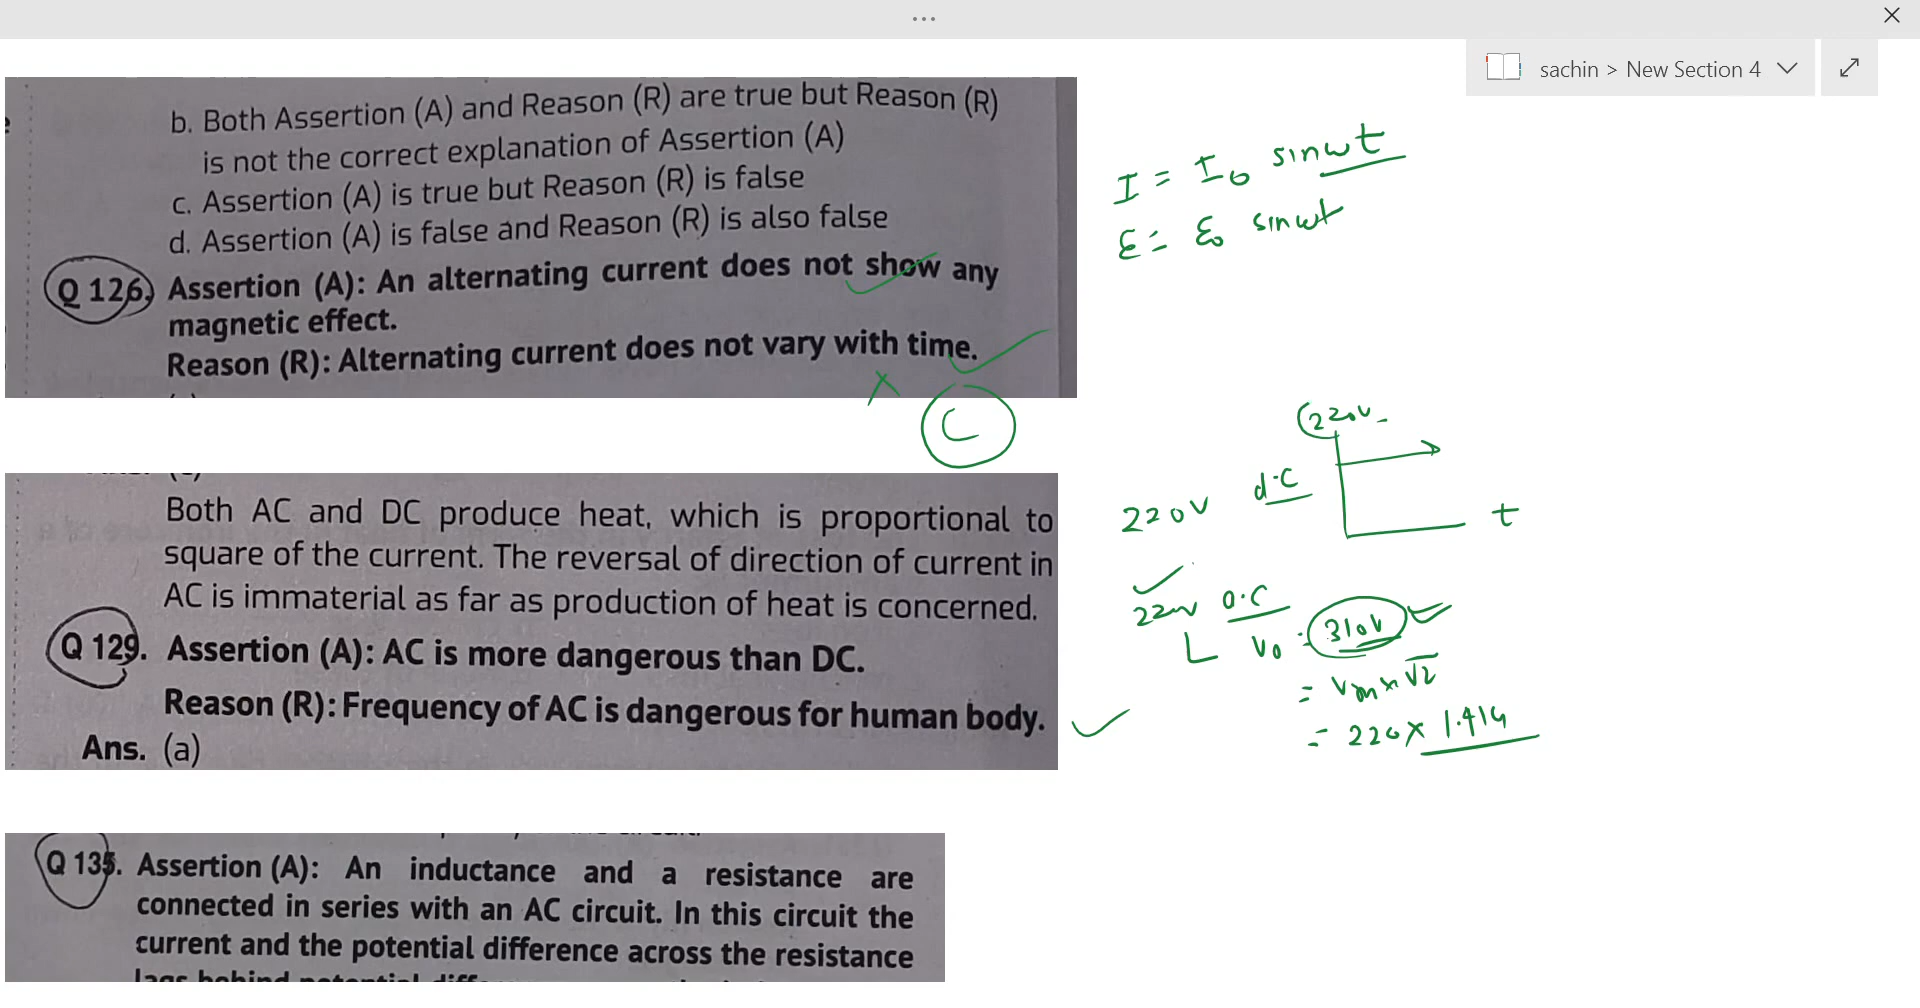 sachin > New Section 4
b. Both Assertion (A) and Reason (R) are true but Reason (R)
is not the correct explanation of Assertion (A)
c. Assertion (A) is true but Reason (R) is false
d. Assertion (A) is false and Reason (R) is also false
Q 126. Assertion (A): An alternating current does not show any
magnetic effect.
Reason (R): Alternating current does not vary with time.
C
I = I0 sinwt
ε = ε0 sinwt
220V-
220V d.C
t
Both AC and DC produce heat, which is proportional to
square of the current. The reversal of direction of current in
AC is immaterial as far as production of heat is concerned.
Q 129. Assertion (A): AC is more dangerous than DC.
Reason (R): Frequency of AC is dangerous for human body.
Ans. (a)
a.C
V0 = 310V
= 220 x 1.414
Q 135. Assertion (A): An inductance and a resistance are
connected in series with an AC circuit. In this circuit the
current and the potential difference across the resistance